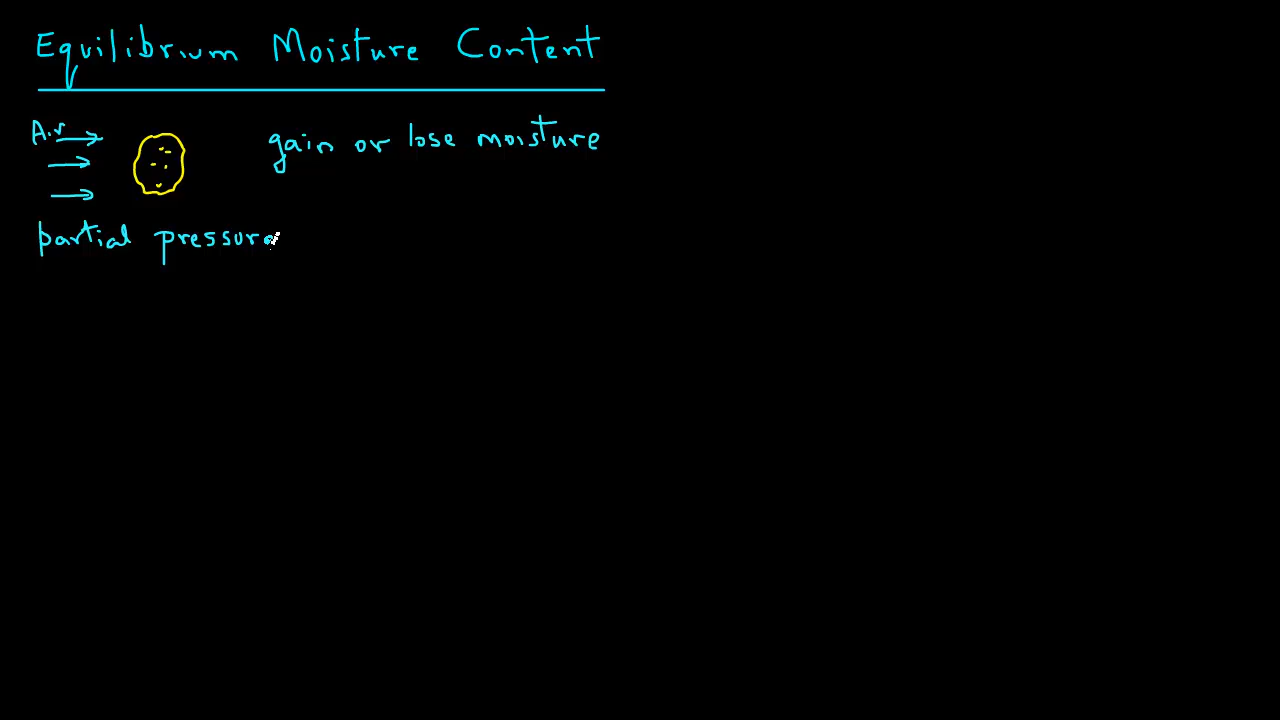 Equilibrium Moisture Content
Air
gain or lose moisture
partial pressure